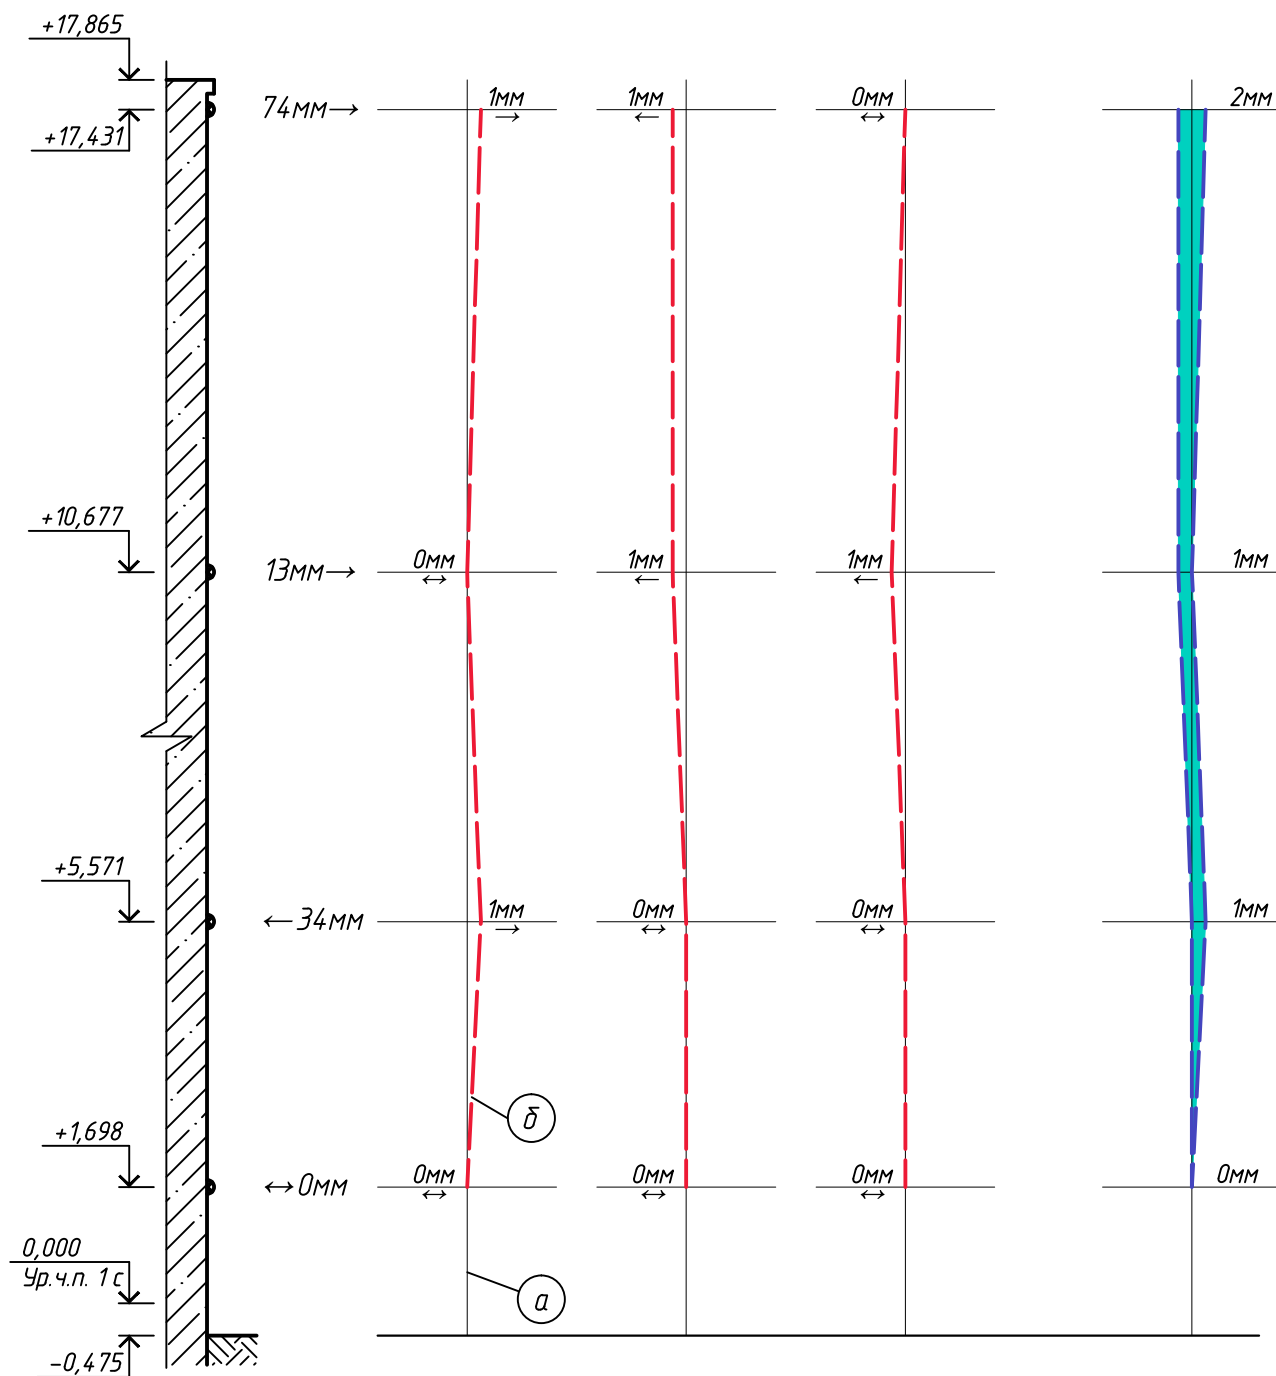 +17,865
74мм→ 1мм → 1мм ← 0мм ↔ 2мм
+17,431
+10,677
13мм→ 0мм ↔ 1мм ← 1мм ← 1мм
+5,571
←34мм 1мм → 0мм ↔ 0мм ↔ 1мм
б
+1,698
↔0мм 0мм ↔ 0мм ↔ 0мм ↔ 0мм
0,000
Ур.ч.п. 1 с
а
-0,475